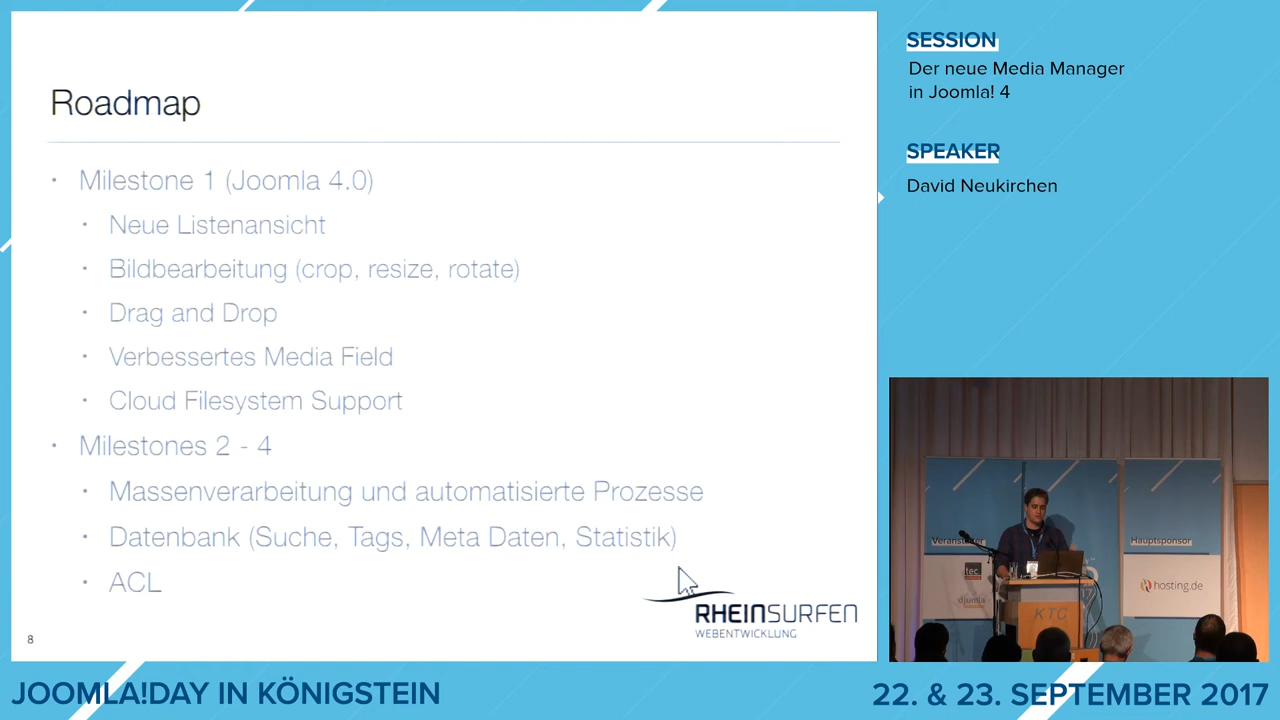 Roadmap
Milestone 1 (Joomla 4.0)
Neue Listenansicht
Bildbearbeitung (crop, resize, rotate)
Drag and Drop
Verbessertes Media Field
Cloud Filesystem Support
Milestones 2 - 4
Massenverarbeitung und automatisierte Prozesse
Datenbank (Suche, Tags, Meta Daten, Statistik)
ACL
RHEINSURFEN
WEBENTWICKLUNG
8
SESSION
Der neue Media Manager
in Joomla! 4
SPEAKER
David Neukirchen
Veranstalter
Hauptsponsor
tec
djumla
hosting.de
KTC
JOOMLA!DAY IN KÖNIGSTEIN
22. & 23. SEPTEMBER 2017